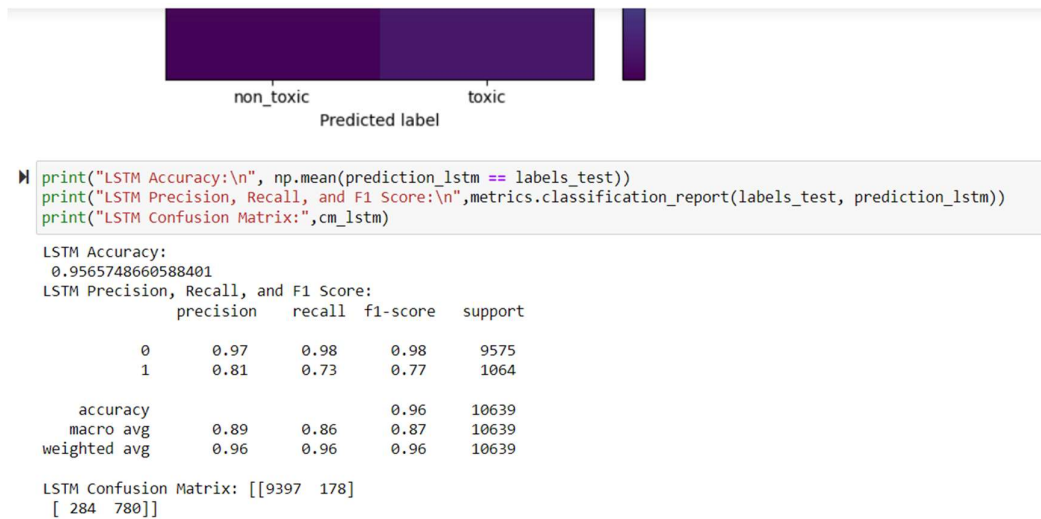 non_toxic toxic
Predicted label
print("LSTM Accuracy:\n", np.mean(prediction_lstm == labels_test))
print("LSTM Precision, Recall, and F1 Score:\n",metrics.classification_report(labels_test, prediction_lstm))
print("LSTM Confusion Matrix:",cm_lstm)
LSTM Accuracy:
0.9565748660588401
LSTM Precision, Recall, and F1 Score:
precision recall f1-score support
0 0.97 0.98 0.98 9575
1 0.81 0.73 0.77 1064
accuracy 0.96 10639
macro avg 0.89 0.86 0.87 10639
weighted avg 0.96 0.96 0.96 10639
LSTM Confusion Matrix: [[9397 178]
[ 284 780]]